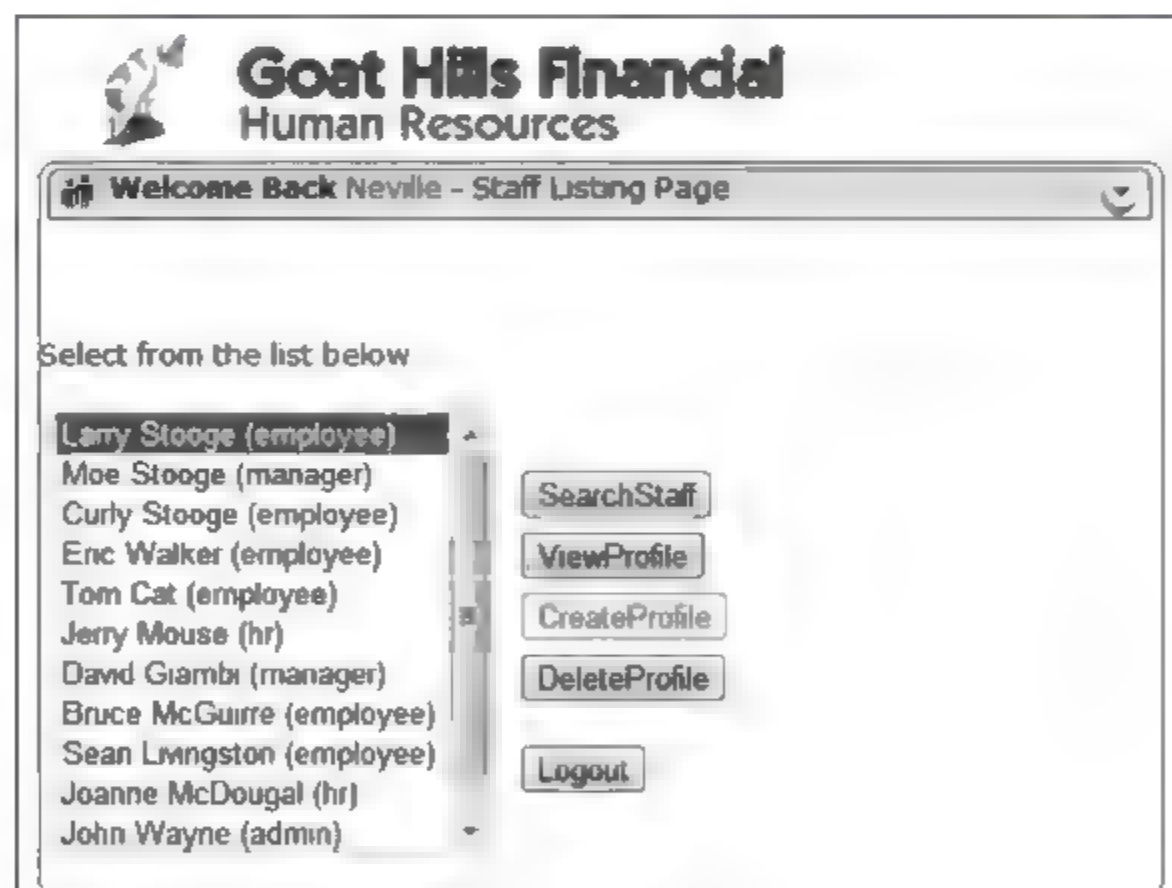 Goat Hills Financial
Human Resources
Welcome Back Neville - Staff Listing Page
Select from the list below
Larry Stooge (employee)
Moe Stooge (manager)
Curly Stooge (employee)
Eric Walker (employee)
Tom Cat (employee)
Jerry Mouse (hr)
David Giambi (manager)
Bruce McGuirre (employee)
Sean Livingston (employee)
Joanne McDougal (hr)
John Wayne (admin)
SearchStaff
ViewProfile
CreateProfile
DeleteProfile
Logout